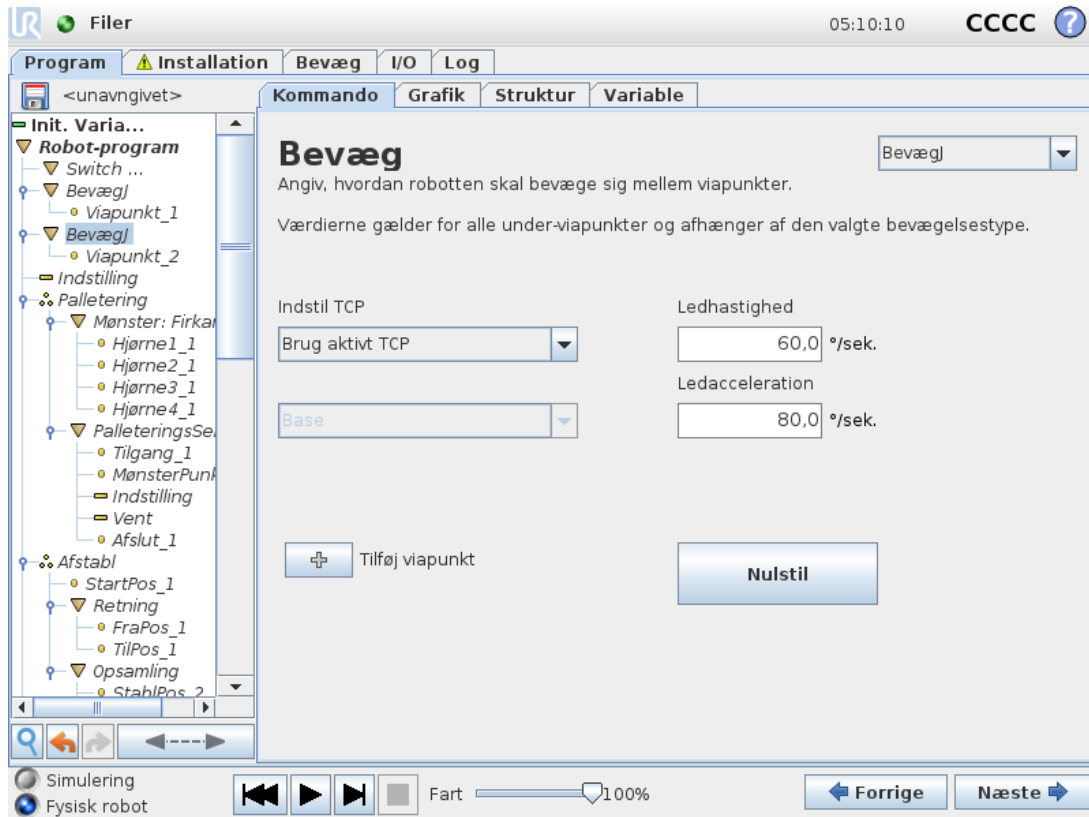 UR Filer 05:10:10 CCCC ?
Program Installation Bevæg I/O Log
<unavngivet>
Kommando Grafik Struktur Variable
Init. Varia...
Robot-program
Switch ...
BevægJ
Viapunkt_1
BevægJ
Viapunkt_2
Indstilling
Palletering
Mønster: Firkan
Hjørne1_1
Hjørne2_1
Hjørne3_1
Hjørne4_1
PalleteringsSe
Tilgang_1
MønsterPunk
Indstilling
Vent
Afslut_1
Afstabl
StartPos_1
Retning
FraPos_1
TilPos_1
Opsamling
StablPos_2
Bevæg
BevægJ
Angiv, hvordan robotten skal bevæge sig mellem viapunkter.
Værdierne gælder for alle under-viapunkter og afhænger af den valgte bevægelsestype.
Indstil TCP
Brug aktivt TCP
Base
Ledhastighed
60,0 °/sek.
Ledacceleration
80,0 °/sek.
Tilføj viapunkt
Nulstil
Simulering
Fysisk robot
Fart 100%
Forrige
Næste